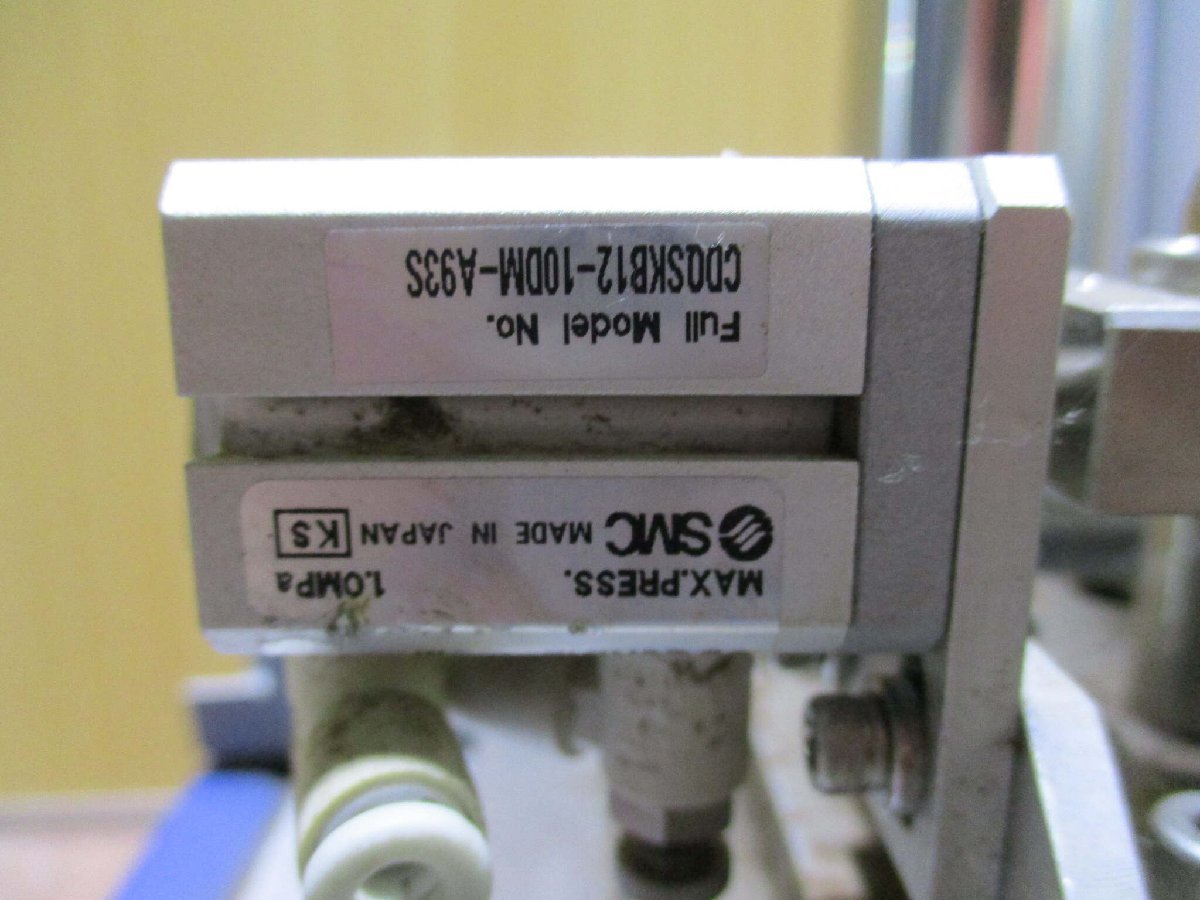 MAX.PRESS. 1.0MPa
SMC MADE IN JAPAN KS
Full Model No.
CDQSKB12-10DM-A93S